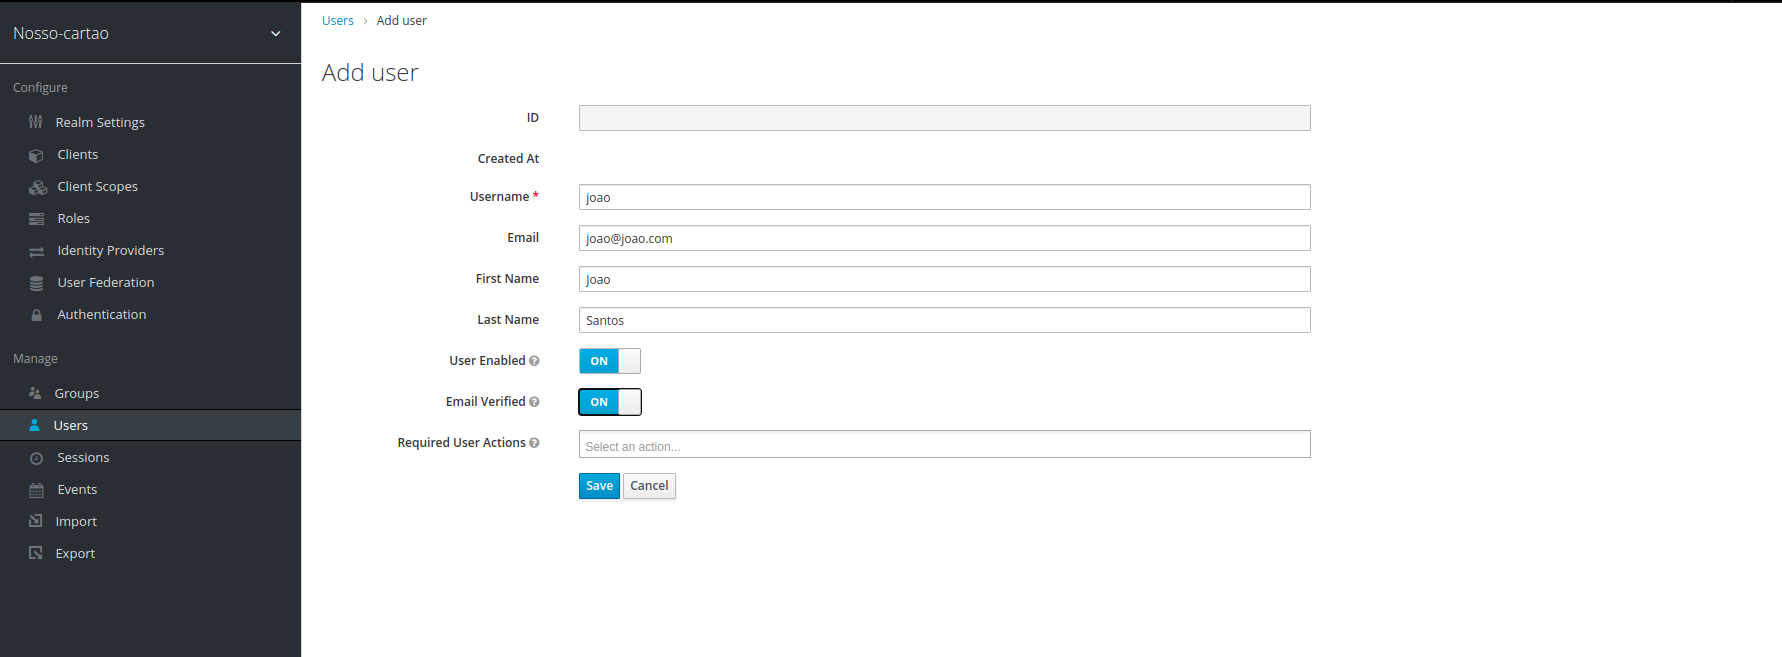 Nosso-cartao
Configure
Realm Settings
Clients
Client Scopes
Roles
Identity Providers
User Federation
Authentication
Manage
Groups
Users
Sessions
Events
Import
Export
Users › Add user
Add user
ID
Created At
Username * joao
Email joao@joao.com
First Name Joao
Last Name Santos
User Enabled ? ON
Email Verified ? ON
Required User Actions ? Select an action...
Save Cancel